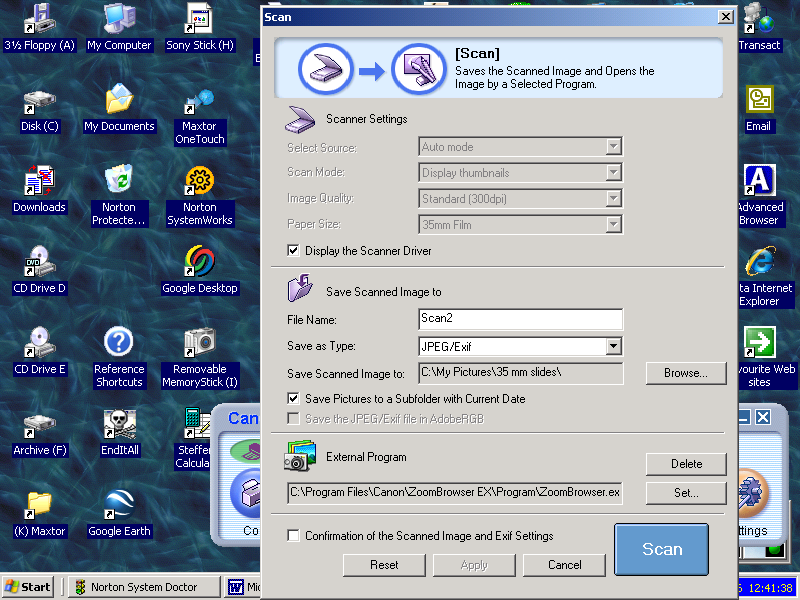 Scan
[Scan]
Saves the Scanned Image and Opens the
Image by a Selected Program.
Scanner Settings
Select Source:
Auto mode
Scan Mode:
Display thumbnails
Image Quality:
Standard (300dpi)
Paper Size:
35mm Film
Display the Scanner Driver
Save Scanned Image to
File Name:
Scan2
Save as Type:
JPEG/Exif
Save Scanned Image to:
C:\My Pictures\35 mm slides\
Browse...
Save Pictures to a Subfolder with Current Date
Save the JPEG/Exif file in AdobeRGB
External Program
Delete
C:\Program Files\Canon\ZoomBrowser EX\Program\ZoomBrowser.ex
Set...
Confirmation of the Scanned Image and Exif Settings
Scan
Reset
Apply
Cancel
3½ Floppy (A)
My Computer
Sony Stick (H)
Disk (C)
My Documents
Maxtor
OneTouch
Downloads
Norton
Protecte...
Norton
SystemWorks
DVD
CD Drive D
Google Desktop
CD Drive E
Reference
Shortcuts
Removable
MemoryStick (I)
Archive (F)
EndItAll
Steffen
Calcula
(K) Maxtor
Google Earth
Can
Co
Transact
Email
Advanced
Browser
ta Internet
Explorer
vourite Web
sites
ttings
Start
Norton System Doctor
Mic
12:41:38